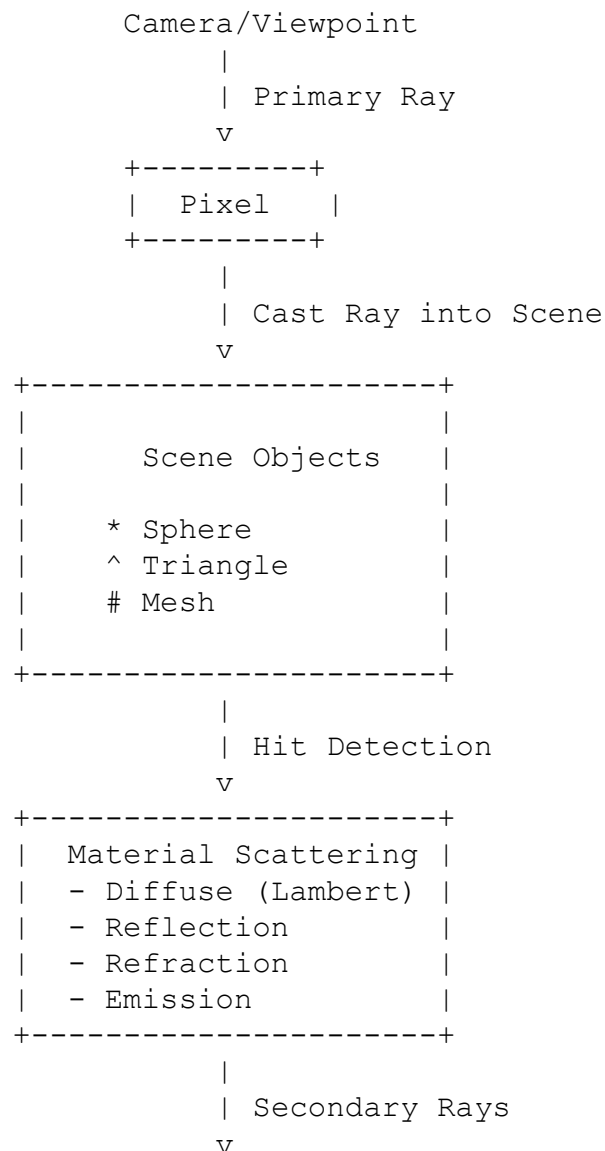 Camera/Viewpoint
|
| Primary Ray
v
+---------+
| Pixel |
+---------+
|
| Cast Ray into Scene
v
+----------------------+
| |
| Scene Objects |
| |
| * Sphere |
| ^ Triangle |
| # Mesh |
| |
+----------------------+
|
| Hit Detection
v
+----------------------+
| Material Scattering |
| - Diffuse (Lambert) |
| - Reflection |
| - Refraction |
| - Emission |
+----------------------+
|
| Secondary Rays
v